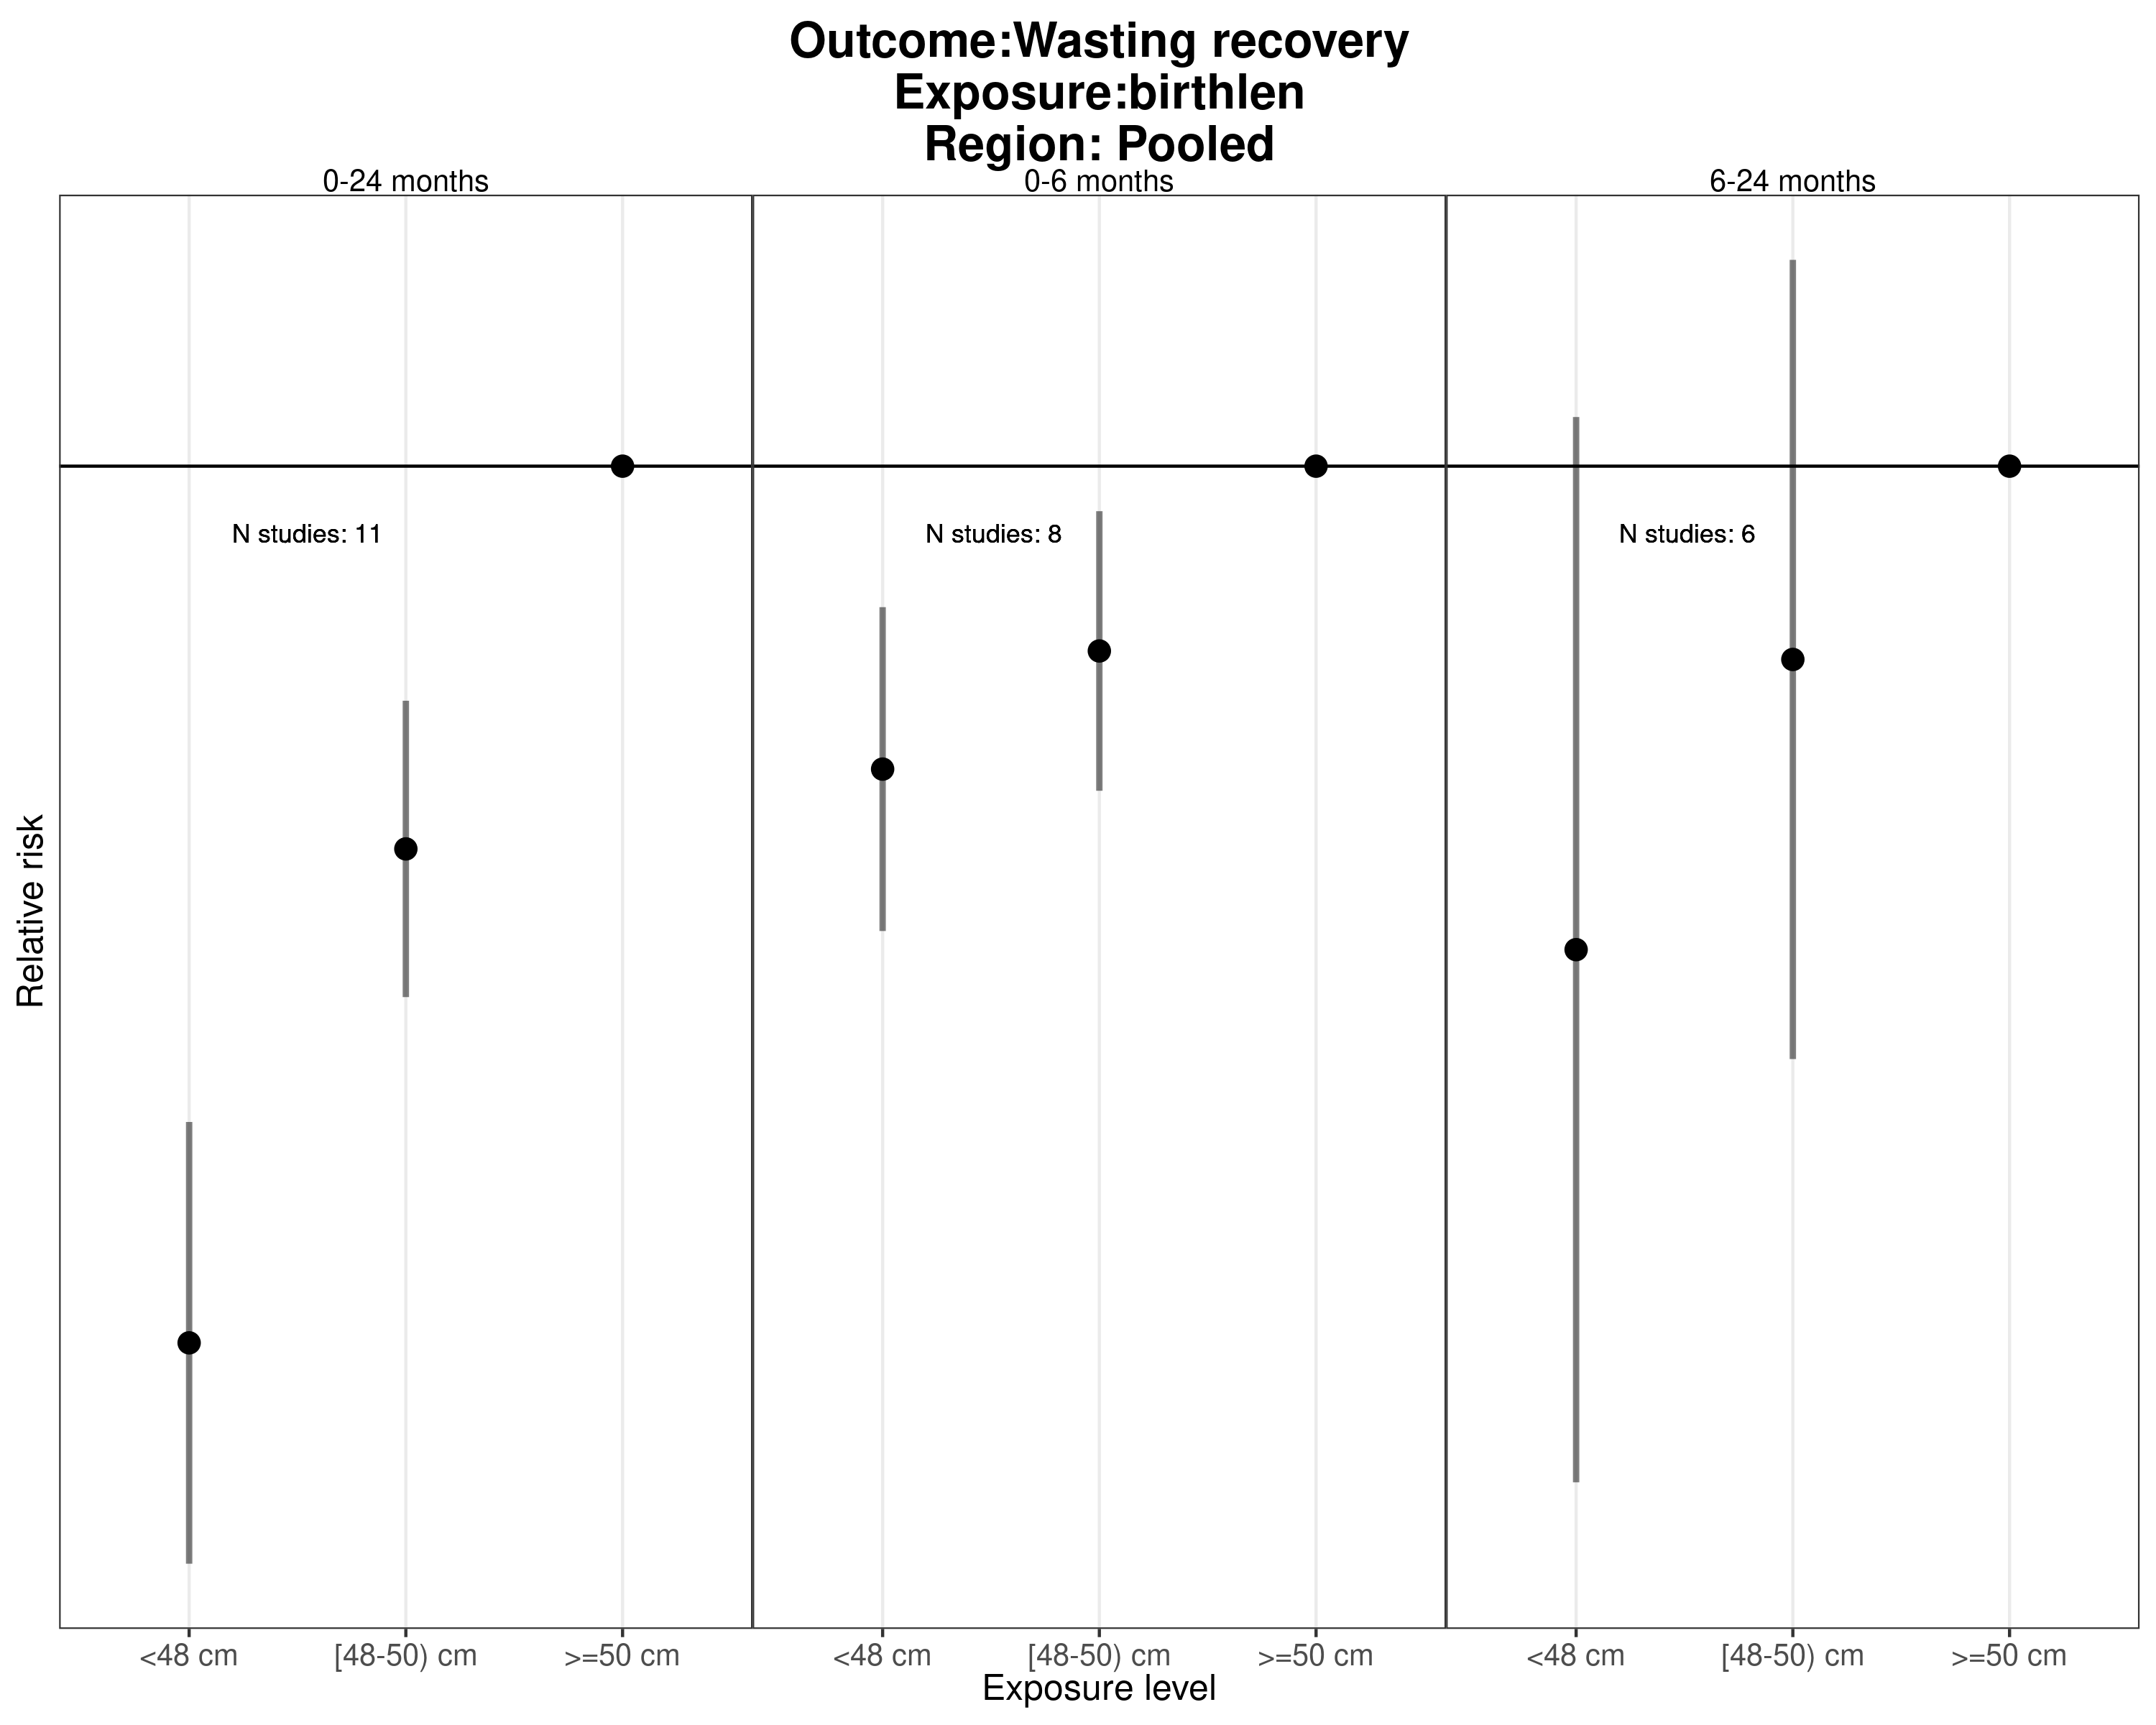 Outcome:Wasting recovery
Exposure:birthlen
Region: Pooled
0-24 months
0-6 months
6-24 months
N studies: 11
N studies: 8
N studies: 6
Relative risk
<48 cm
[48-50) cm
>=50 cm
<48 cm
[48-50) cm
>=50 cm
<48 cm
[48-50) cm
>=50 cm
Exposure level